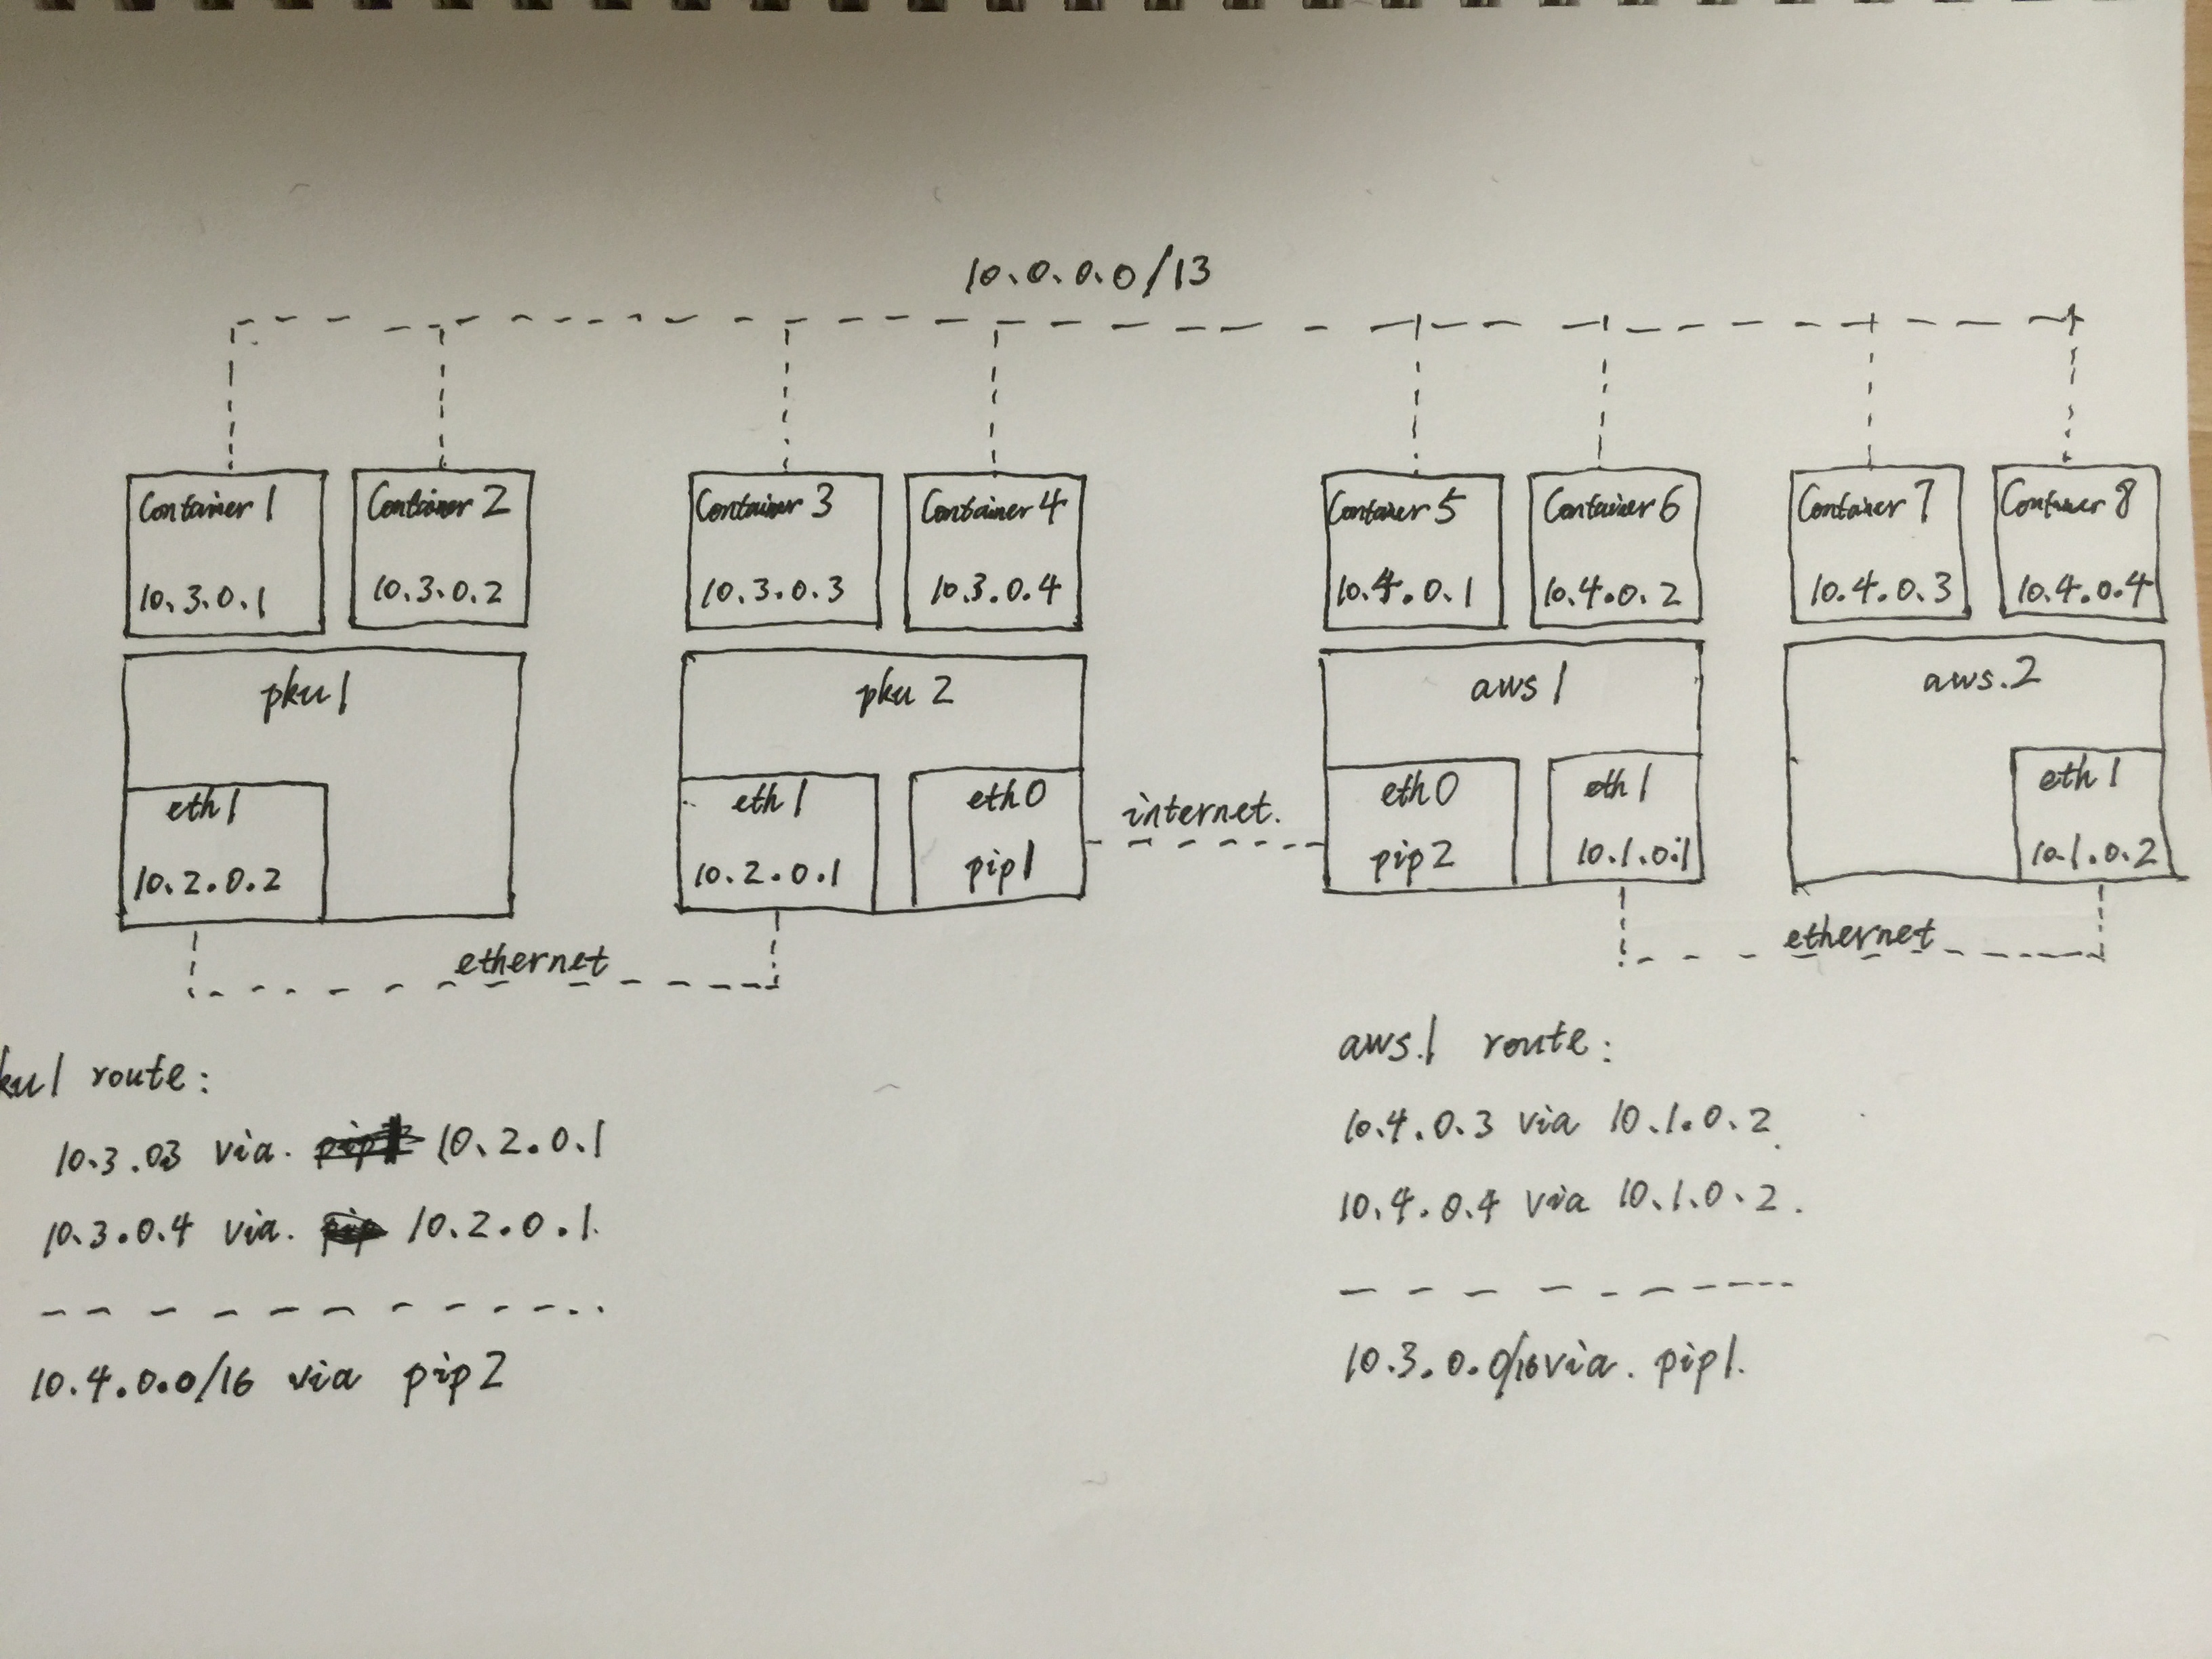 10.0.0.0/13
Container 1 Container 2 Container 3 Container 4 Container 5 Container 6 Container 7 Container 8
10.3.0.1 10.3.0.2 10.3.0.3 10.3.0.4 10.4.0.1 10.4.0.2 10.4.0.3 10.4.0.4
pku1 pku 2 aws 1 aws.2
eth1 eth1 eth0 eth0 eth1 eth1
10.2.0.2 10.2.0.1 pip1 internet. pip2 10.1.0.1 10.1.0.2
ethernet ethernet
ku1 route:
10.3.03 via. 10.2.0.1
10.3.0.4 via. 10.2.0.1.
10.4.0.0/16 via pip2
aws.1 route:
10.4.0.3 via 10.1.0.2.
10.4.0.4 via 10.1.0.2.
10.3.0.0/16 via. pip1.